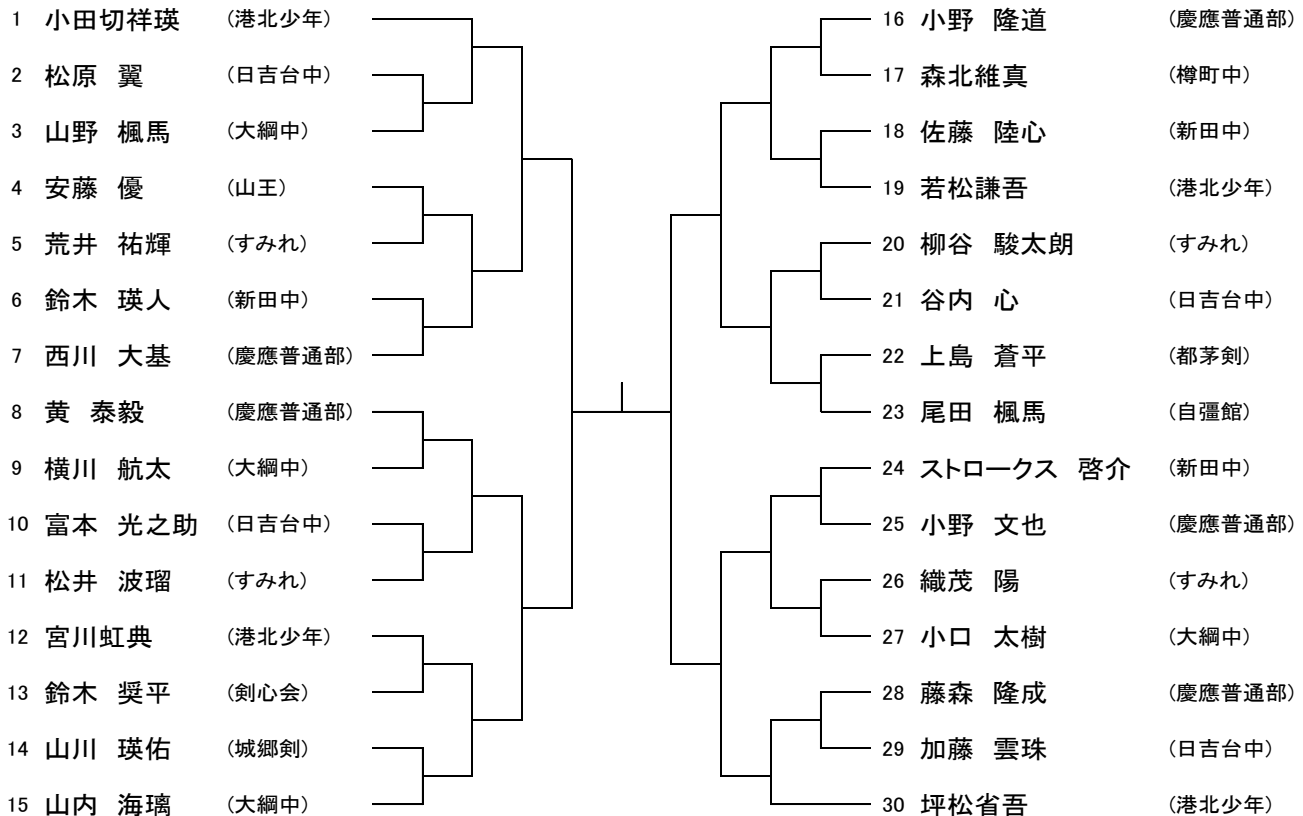 1 小田切祥瑛 (港北少年)
2 松原 翼 (日吉台中)
3 山野 楓馬 (大綱中)
4 安藤 優 (山王)
5 荒井 祐輝 (すみれ)
6 鈴木 瑛人 (新田中)
7 西川 大基 (慶應普通部)
8 黄 泰毅 (慶應普通部)
9 横川 航太 (大綱中)
10 富本 光之助 (日吉台中)
11 松井 波瑠 (すみれ)
12 宮川虹典 (港北少年)
13 鈴木 奨平 (剣心会)
14 山川 瑛佑 (城郷剣)
15 山内 海璃 (大綱中)
16 小野 隆道 (慶應普通部)
17 森北維真 (樽町中)
18 佐藤 陸心 (新田中)
19 若松謙吾 (港北少年)
20 柳谷 駿太朗 (すみれ)
21 谷内 心 (日吉台中)
22 上島 蒼平 (都茅剣)
23 尾田 楓馬 (自彊館)
24 ストロークス 啓介 (新田中)
25 小野 文也 (慶應普通部)
26 織茂 陽 (すみれ)
27 小口 太樹 (大綱中)
28 藤森 隆成 (慶應普通部)
29 加藤 雲珠 (日吉台中)
30 坪松省吾 (港北少年)